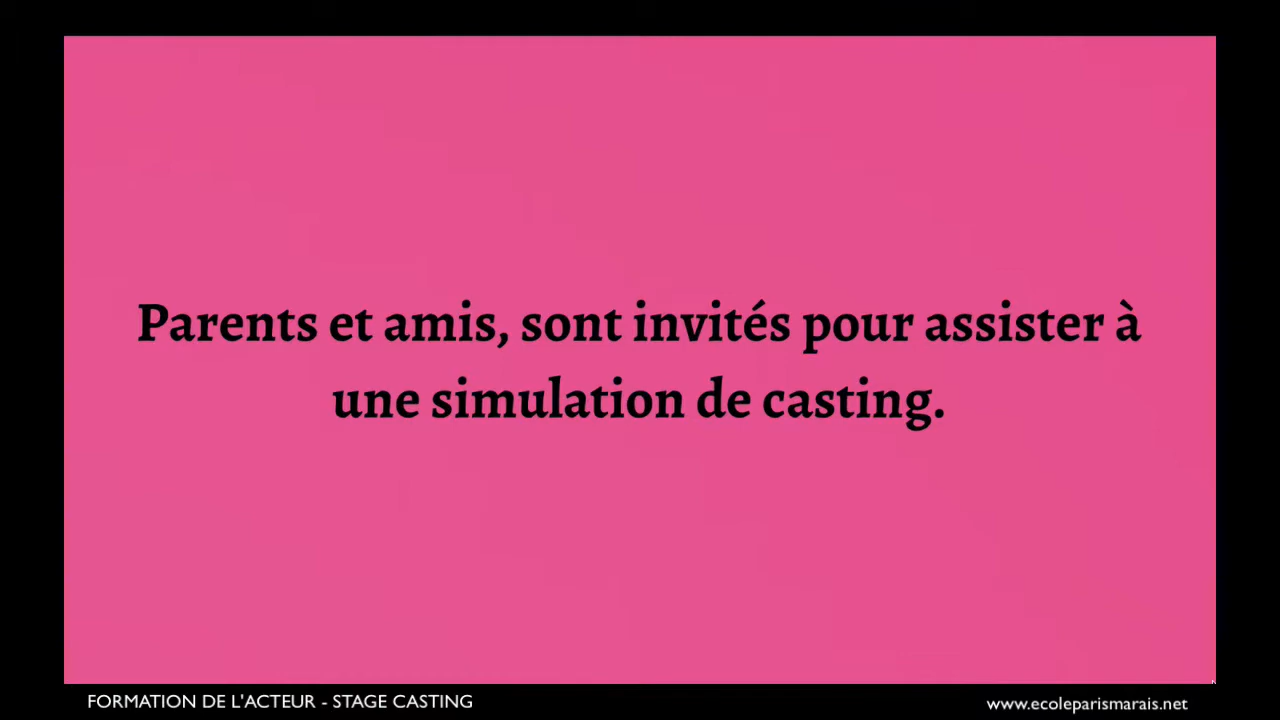 Parents et amis, sont invités pour assister à
une simulation de casting.
FORMATION DE L'ACTEUR - STAGE CASTING
www.ecoleparismarais.net